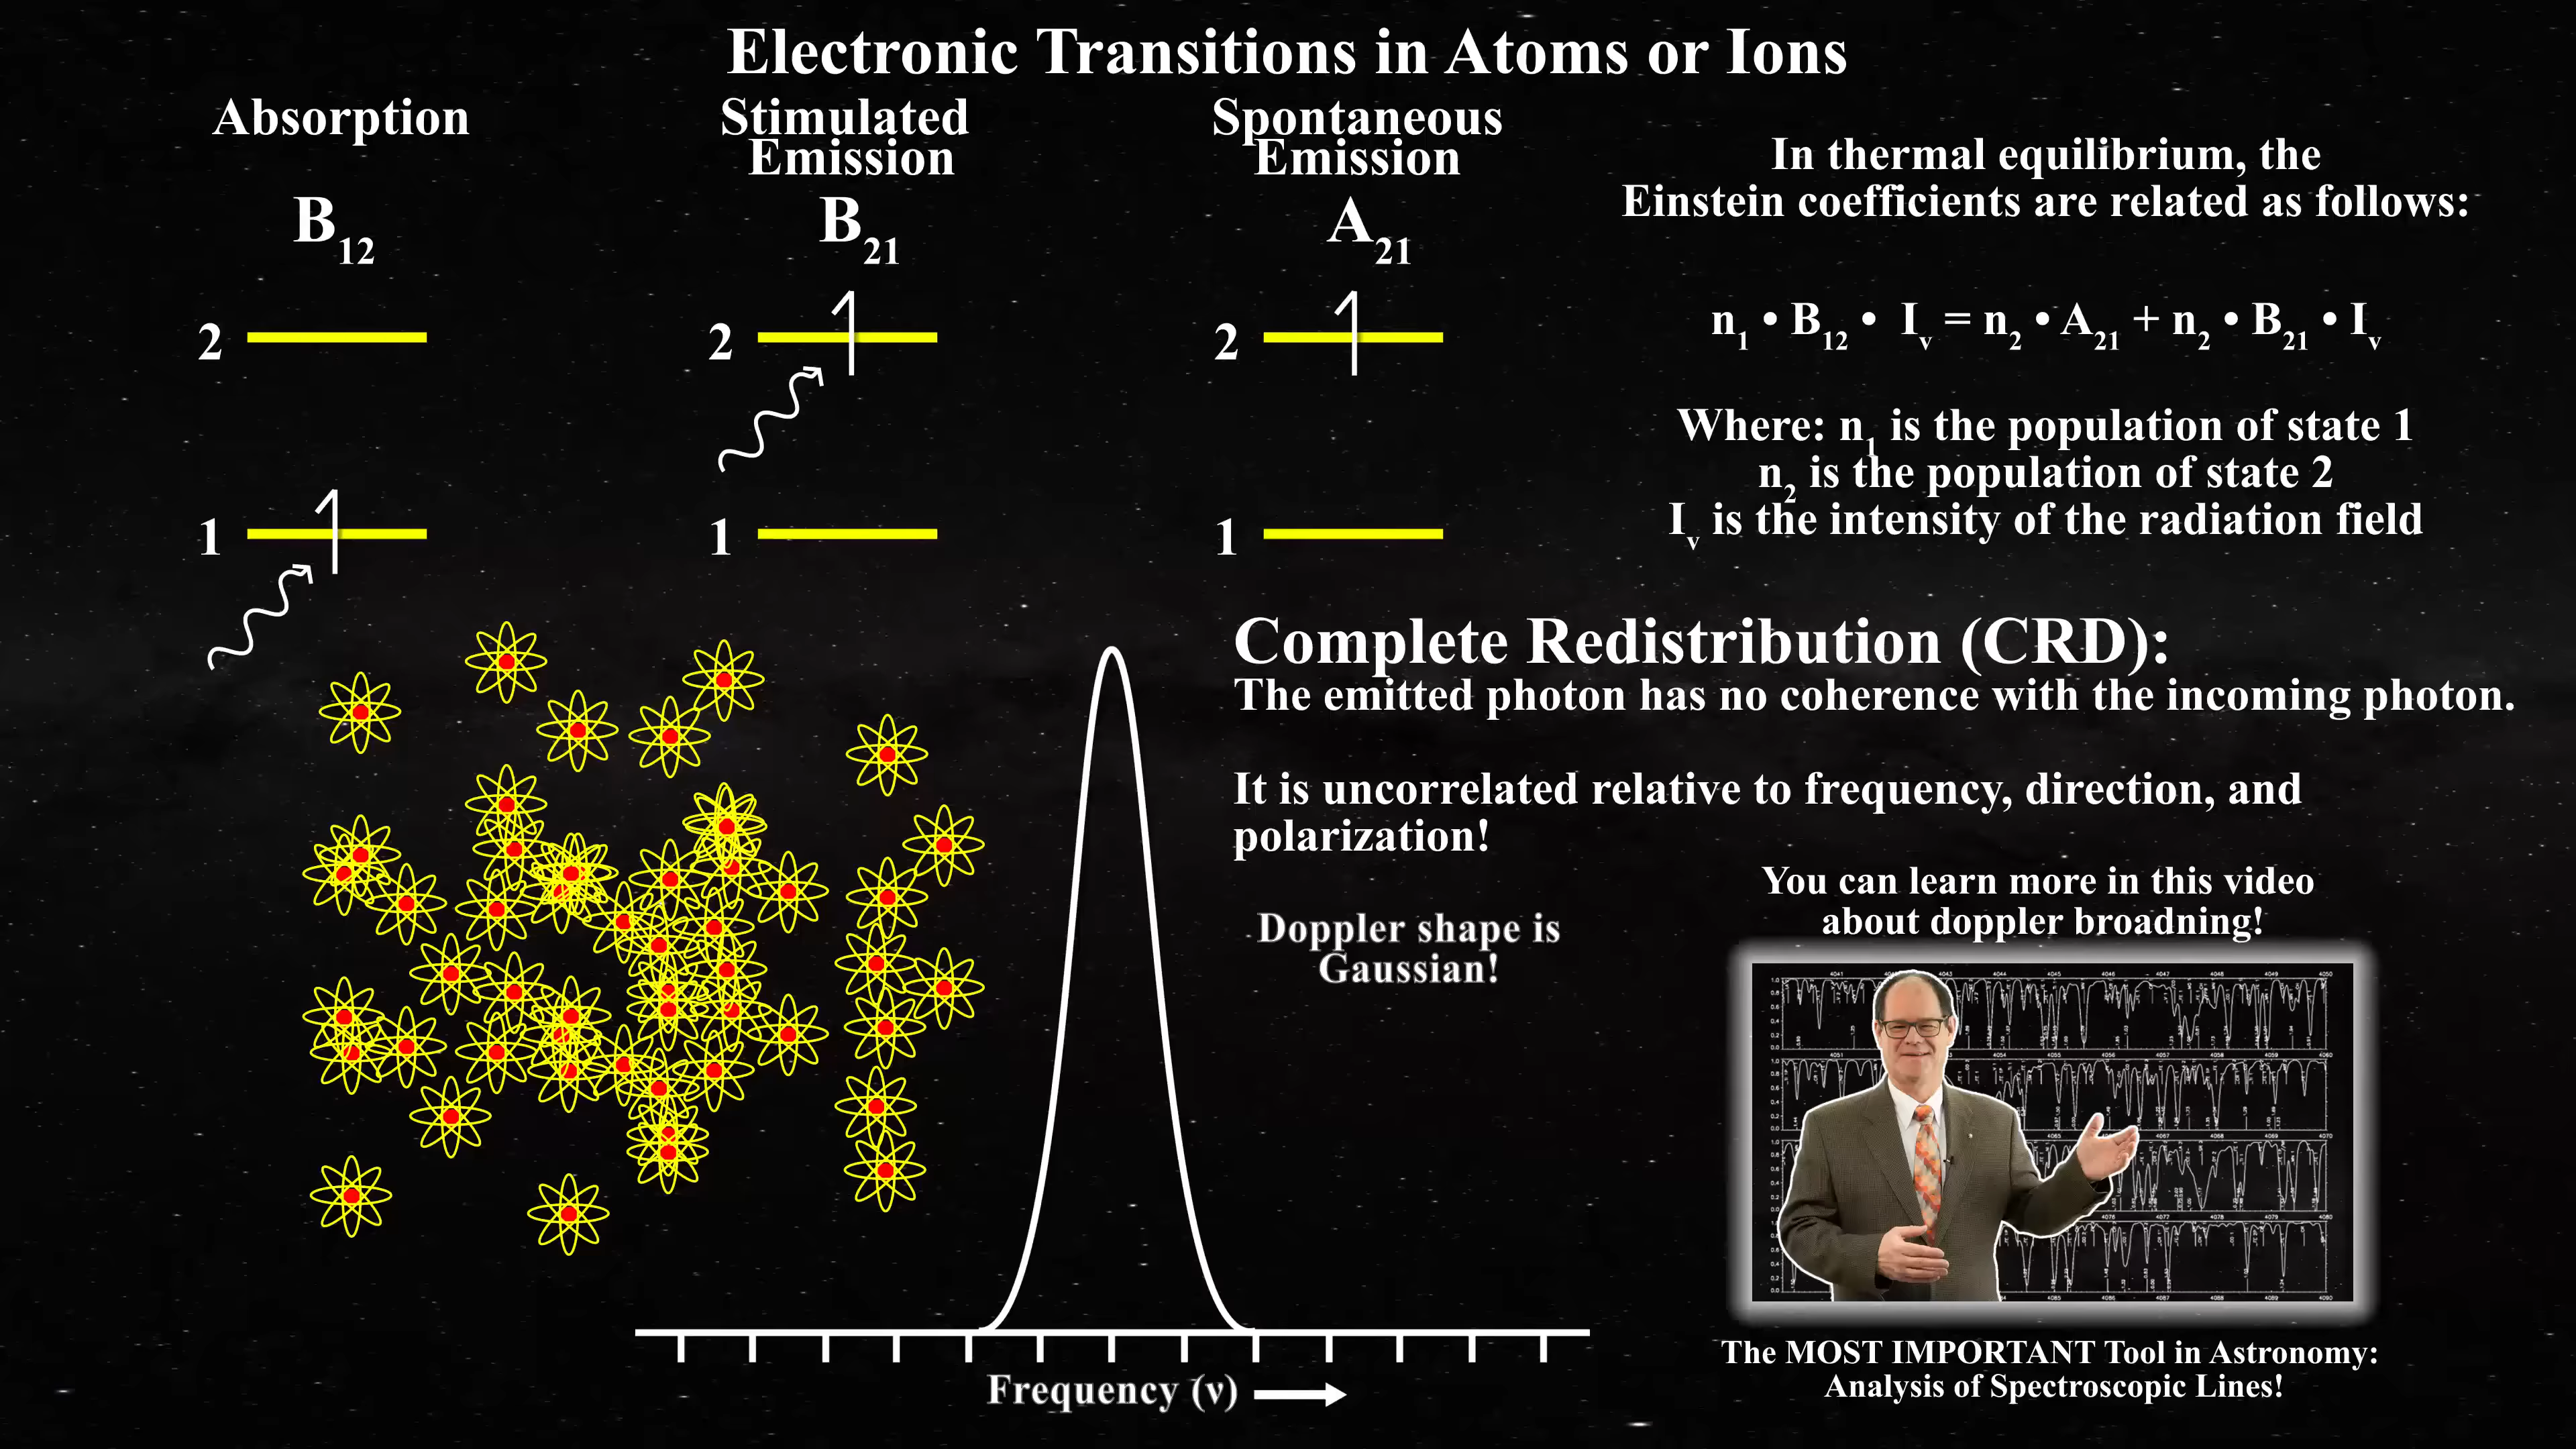 Electronic Transitions in Atoms or Ions
Absorption
Stimulated
Emission
Spontaneous
Emission
B12
B21
A21
2
2
2
1
1
1
In thermal equilibrium, the
Einstein coefficients are related as follows:
n1 • B12 • Iv = n2 • A21 + n2 • B21 • Iv
Where: n1 is the population of state 1
n2 is the population of state 2
Iv is the intensity of the radiation field
Complete Redistribution (CRD):
The emitted photon has no coherence with the incoming photon.
It is uncorrelated relative to frequency, direction, and
polarization!
Doppler shape is
Gaussian!
Frequency (ν)
You can learn more in this video
about doppler broadning!
The MOST IMPORTANT Tool in Astronomy:
Analysis of Spectroscopic Lines!